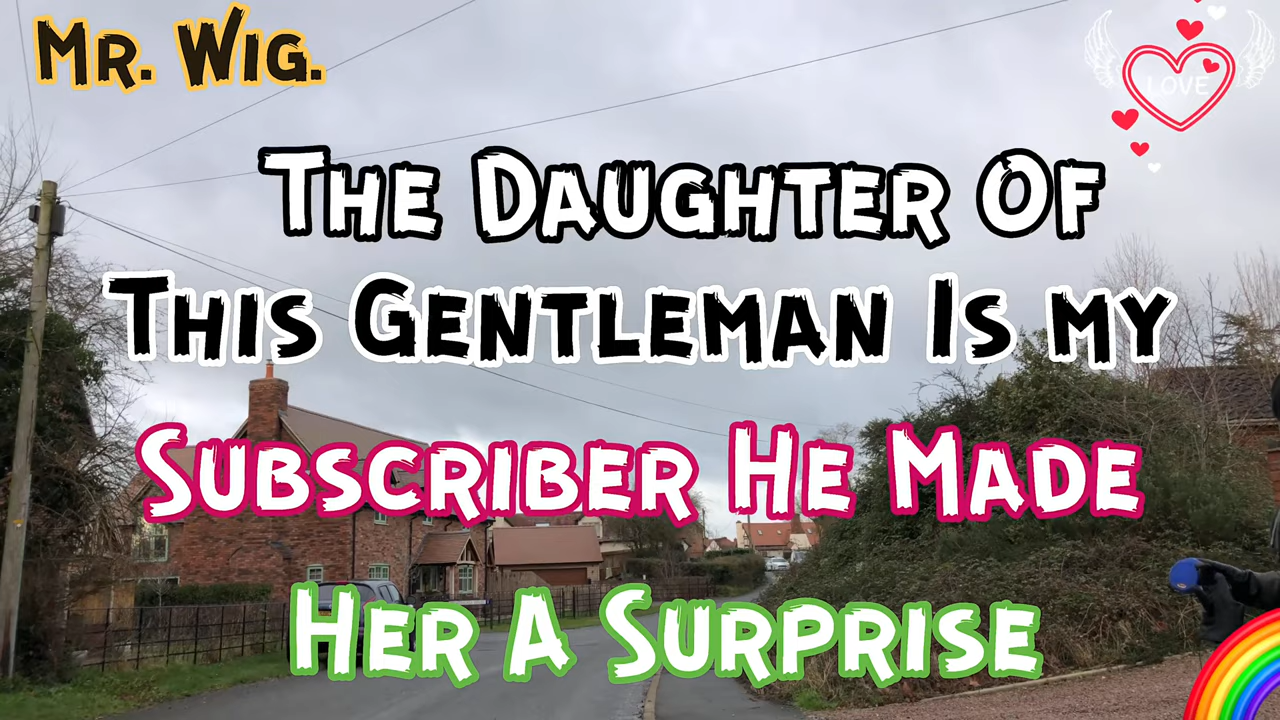 Mr. Wig.
LOVE
The Daughter Of
This Gentleman Is my
Subscriber He Made
Her A Surprise